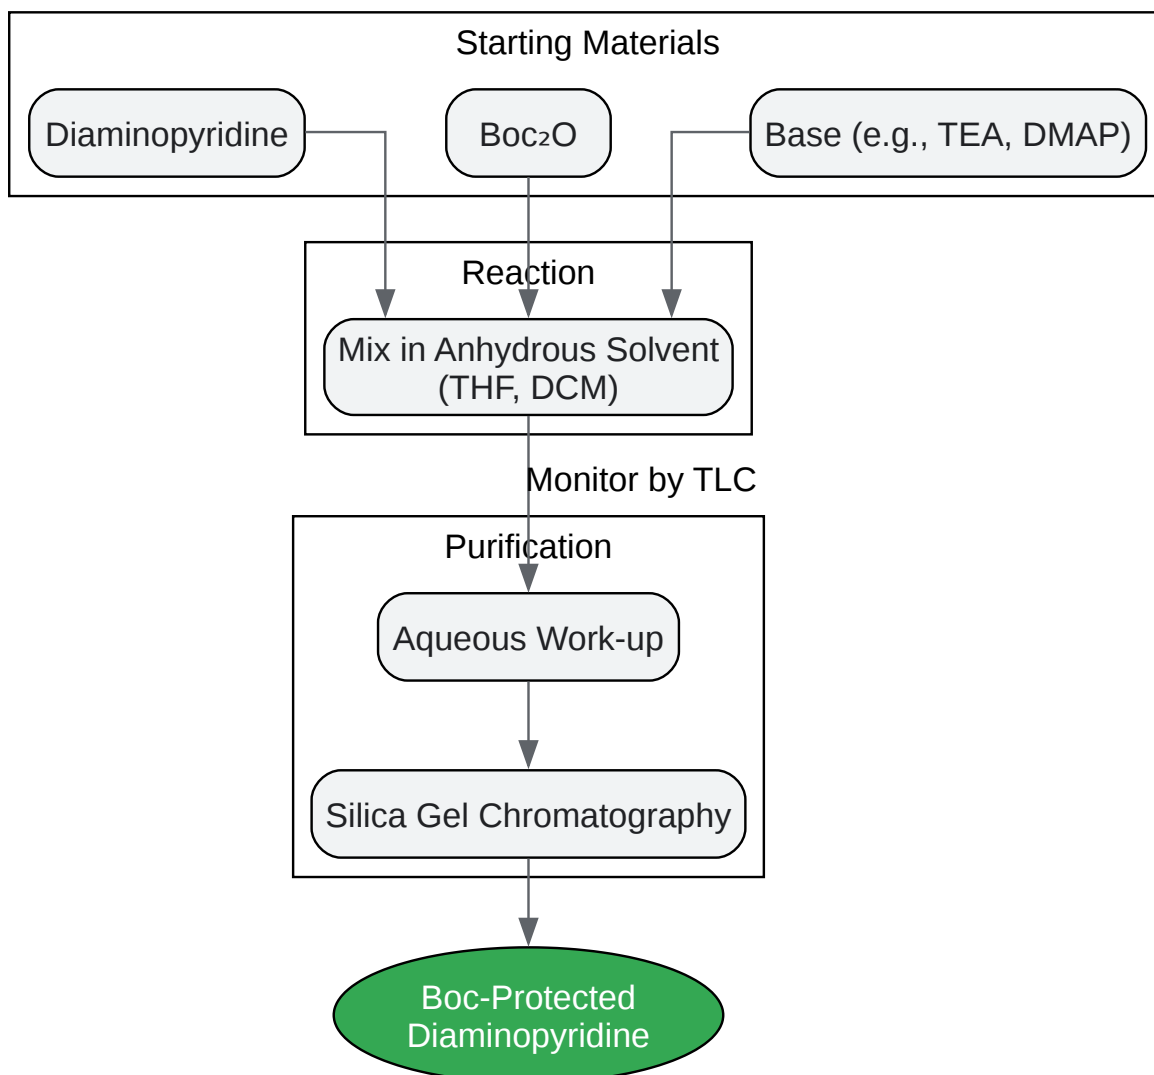 Starting Materials
Diaminopyridine
Boc₂O
Base (e.g., TEA, DMAP)
Reaction
Mix in Anhydrous Solvent
(THF, DCM)
Monitor by TLC
Purification
Aqueous Work-up
Silica Gel Chromatography
Boc-Protected
Diaminopyridine